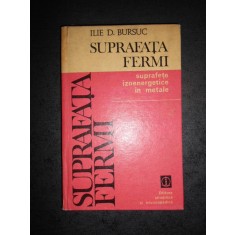 ILIE D. BURSUC
SUPRAFAȚA
FERMI
suprafețe
izoenergetice
în metale
SUPRAFAȚA
FERMI
editura
științifică
și enciclopedică